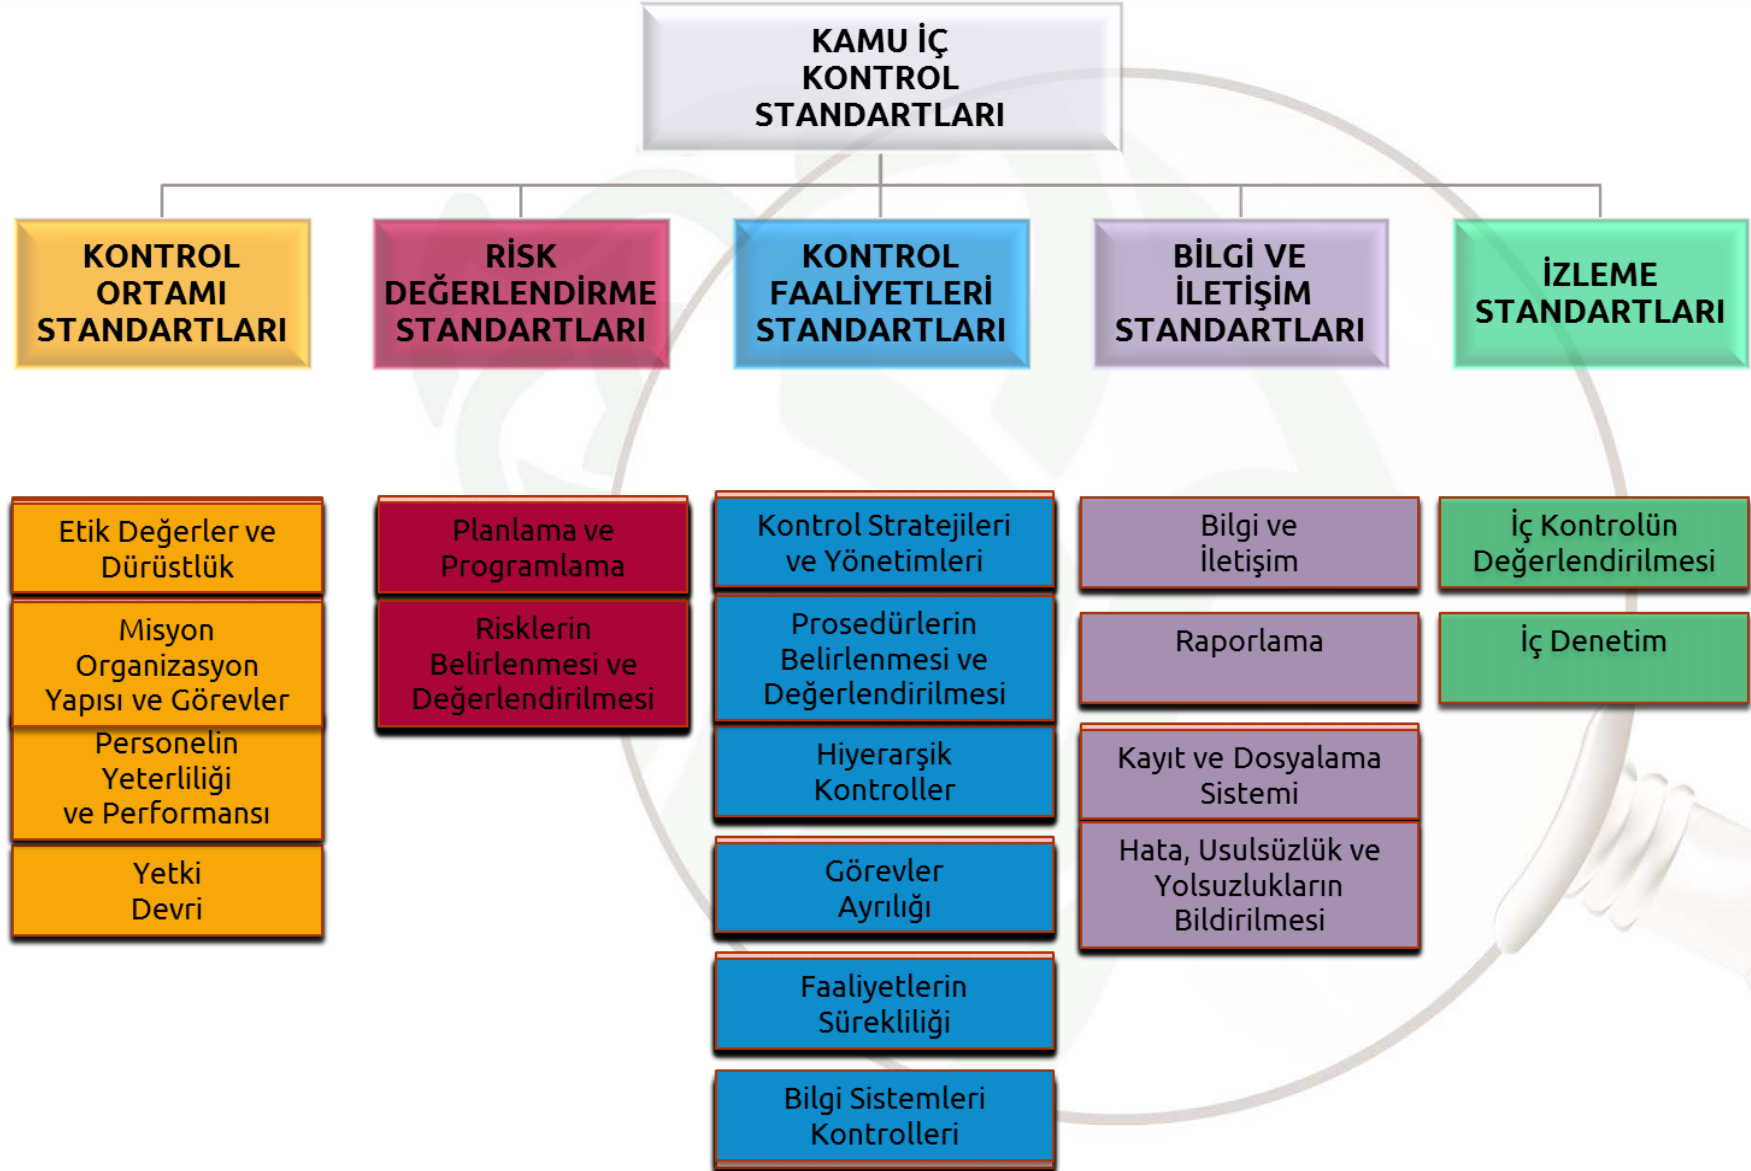 KAMU İÇ
KONTROL
STANDARTLARI
KONTROL
ORTAMI
STANDARTLARI
RİSK
DEĞERLENDİRME
STANDARTLARI
KONTROL
FAALİYETLERİ
STANDARTLARI
BİLGİ VE
İLETİŞİM
STANDARTLARI
İZLEME
STANDARTLARI
Etik Değerler ve
Dürüstlük
Misyon
Organizasyon
Yapısı ve Görevler
Personelin
Yeterliliği
ve Performansı
Yetki
Devri
Planlama ve
Programlama
Risklerin
Belirlenmesi ve
Değerlendirilmesi
Kontrol Stratejileri
ve Yönetimleri
Prosedürlerin
Belirlenmesi ve
Değerlendirilmesi
Hiyerarşik
Kontroller
Görevler
Ayrılığı
Faaliyetlerin
Sürekliliği
Bilgi Sistemleri
Kontrolleri
Bilgi ve
İletişim
Raporlama
Kayıt ve Dosyalama
Sistemi
Hata, Usulsüzlük ve
Yolsuzlukların
Bildirilmesi
İç Kontrolün
Değerlendirilmesi
İç Denetim